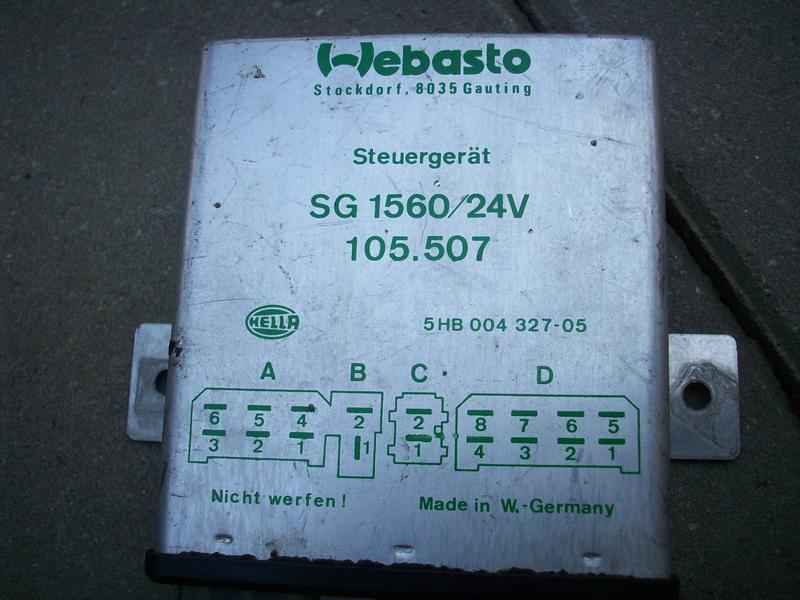 Webasto
Stockdorf, 8035 Gauting
Steuergerät
SG 1560/24V
105.507
HELLA
5HB 004 327-05
A B C D
6 5 4 2 2 8 7 6 5
3 2 1 1 1 4 3 2 1
Nicht werfen! Made in W.-Germany